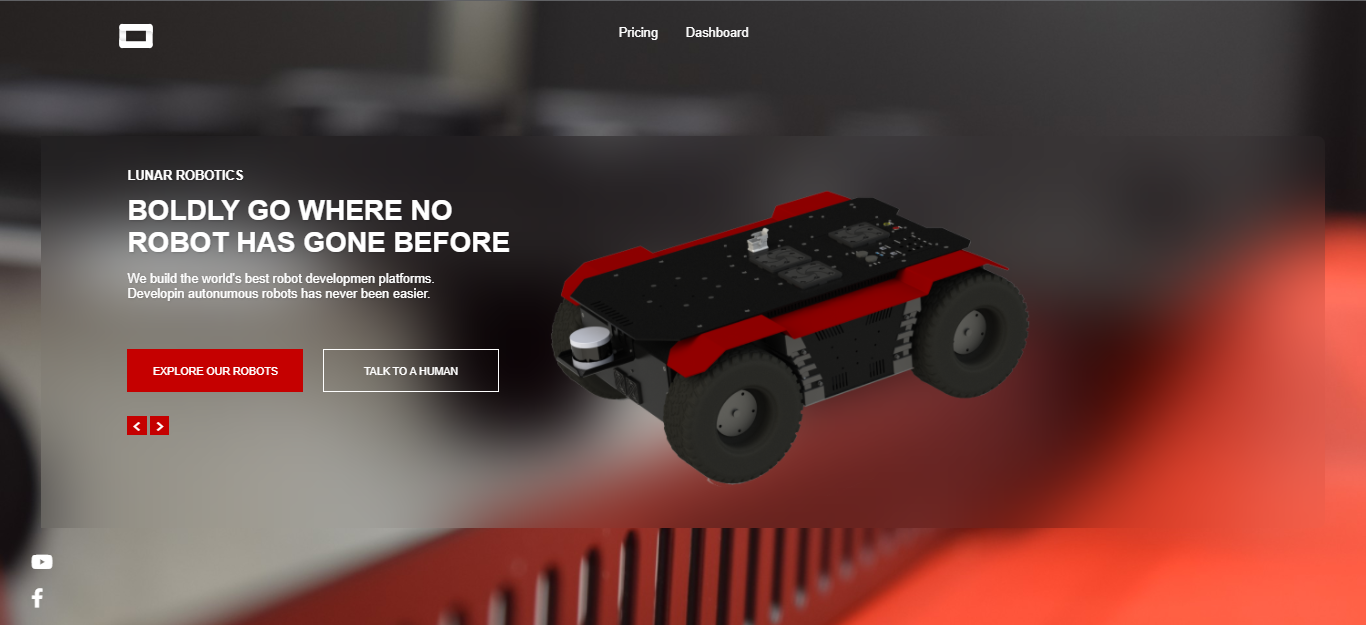 Pricing Dashboard
LUNAR ROBOTICS
BOLDLY GO WHERE NO
ROBOT HAS GONE BEFORE
We build the world's best robot developmen platforms.
Developin autonumous robots has never been easier.
EXPLORE OUR ROBOTS TALK TO A HUMAN